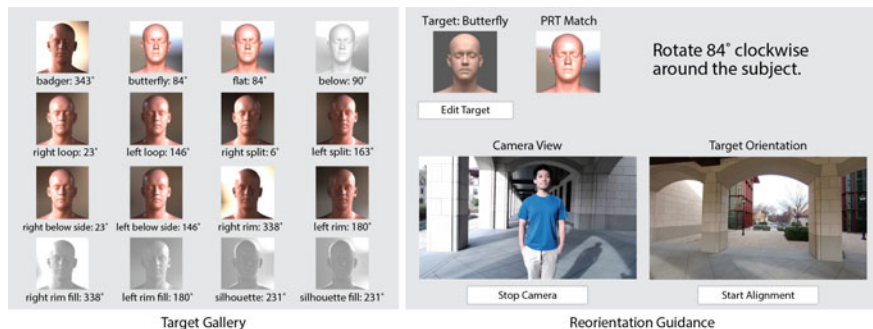 badger: 343˚
butterfly: 84˚
flat: 84˚
below: 90˚
right loop: 23˚
left loop: 146˚
right split: 6˚
left split: 163˚
right below side: 23˚
left below side: 146˚
right rim: 338˚
left rim: 180˚
right rim fill: 338˚
left rim fill: 180˚
silhouette: 231˚
silhouette fill: 231˚
Target Gallery
Target: Butterfly
PRT Match
Rotate 84˚ clockwise
around the subject.
Edit Target
Camera View
Target Orientation
Stop Camera
Start Alignment
Reorientation Guidance